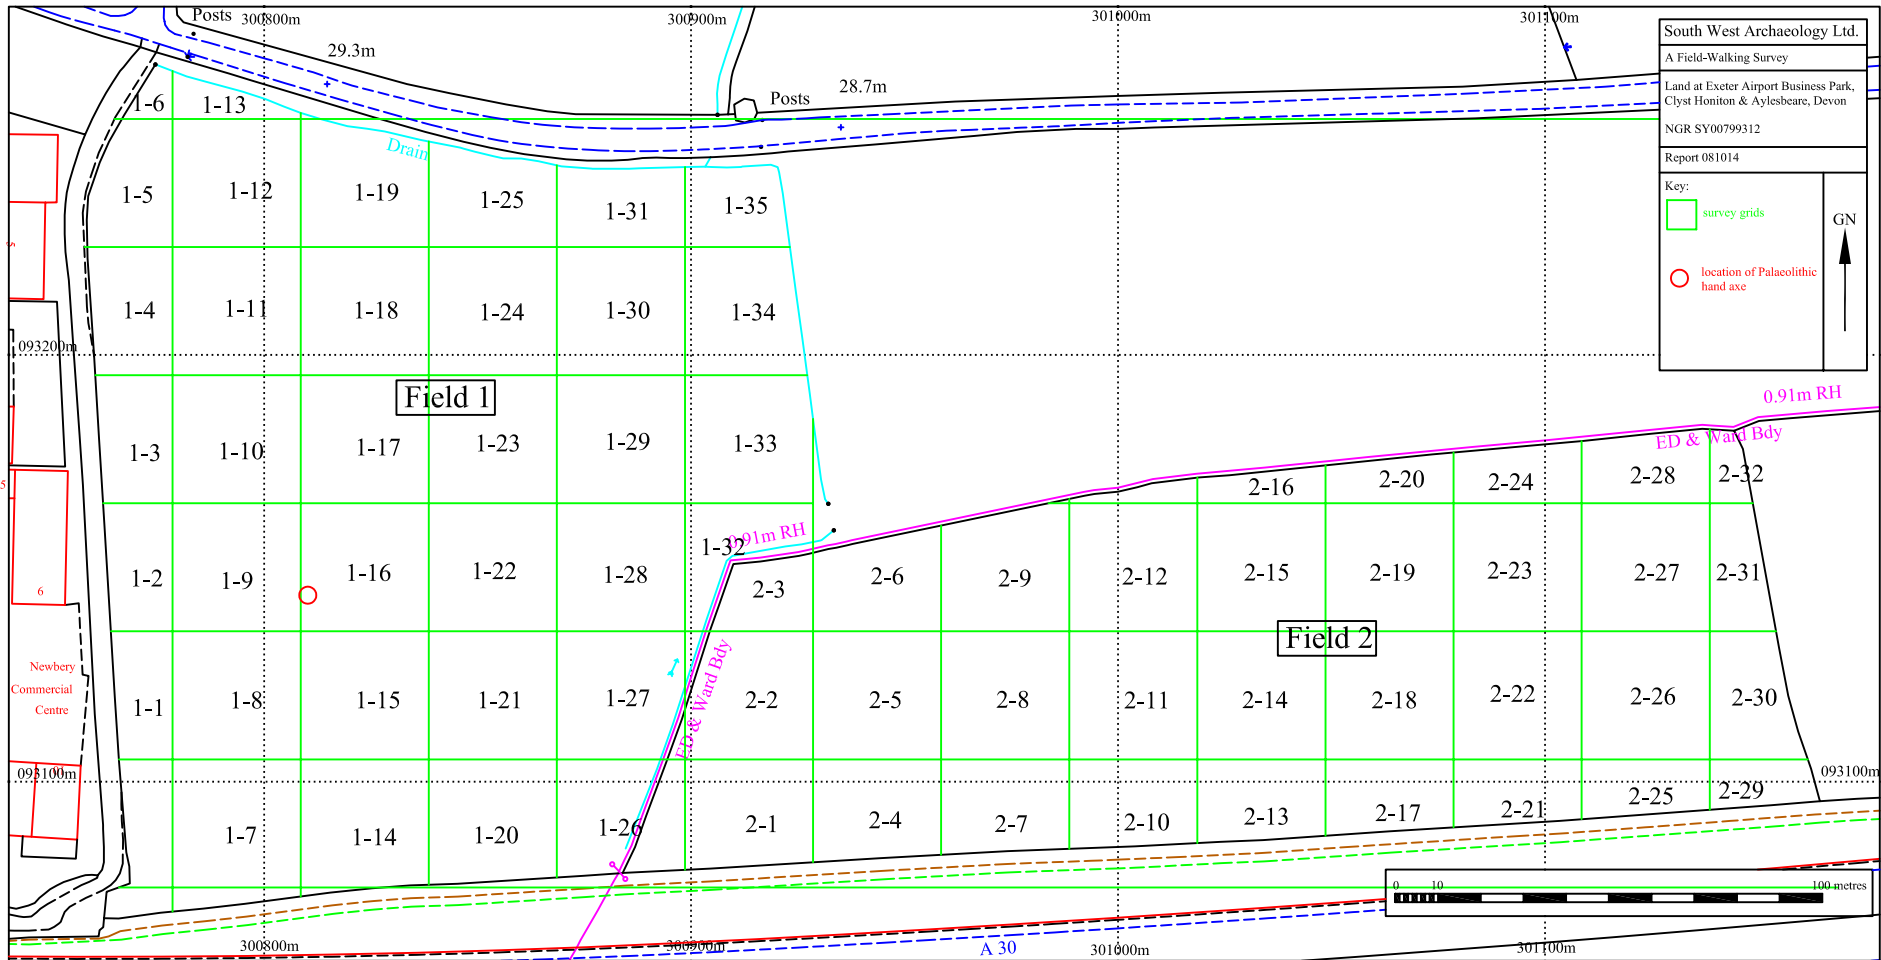 Posts
300800m
300900m
301000m
301100m
29.3m
28.7m
Posts
Drain
South West Archaeology Ltd.
A Field-Walking Survey
Land at Exeter Airport Business Park,
Clyst Honiton & Aylesbeare, Devon
NGR SY00799312
Report 081014
Key:
survey grids
location of Palaeolithic
hand axe
GN
1-6
1-13
1-5
1-12
1-19
1-25
1-31
1-35
1-4
1-11
1-18
1-24
1-30
1-34
093200m
Field 1
1-3
1-10
1-17
1-23
1-29
1-33
1-2
1-9
1-16
1-22
1-28
1-32
0.91m RH
1-1
1-8
1-15
1-21
1-27
1-7
1-14
1-20
1-26
ED & Ward Bdy
0.91m RH
ED & Ward Bdy
2-16
2-20
2-24
2-28
2-32
2-3
2-6
2-9
2-12
2-15
2-19
2-23
2-27
2-31
Field 2
2-2
2-5
2-8
2-11
2-14
2-18
2-22
2-26
2-30
2-1
2-4
2-7
2-10
2-13
2-17
2-21
2-25
2-29
5
5
6
Newbery
Commercial
Centre
093100m
093100m
0 10 100 metres
300800m
300900m
301000m
301100m
A 30